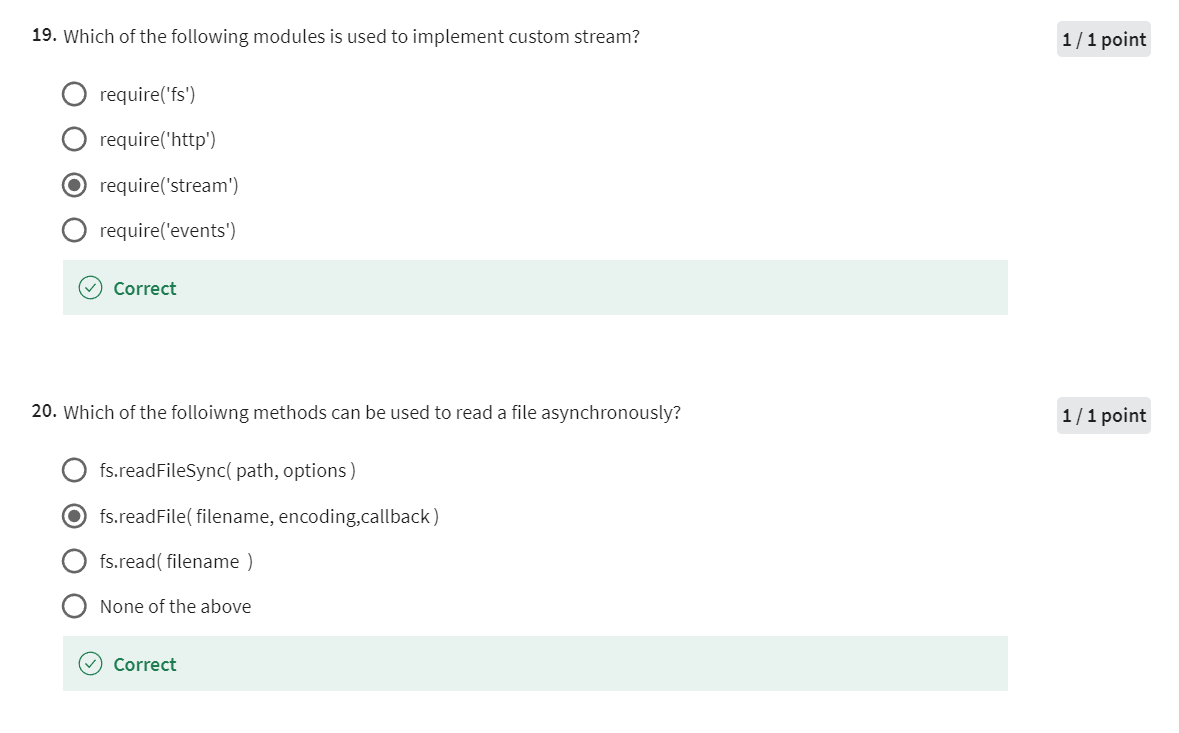 19. Which of the following modules is used to implement custom stream?
1 / 1 point
require('fs')
require('http')
require('stream')
require('events')
Correct
20. Which of the folloiwng methods can be used to read a file asynchronously?
1 / 1 point
fs.readFileSync( path, options )
fs.readFile( filename, encoding,callback )
fs.read( filename )
None of the above
Correct